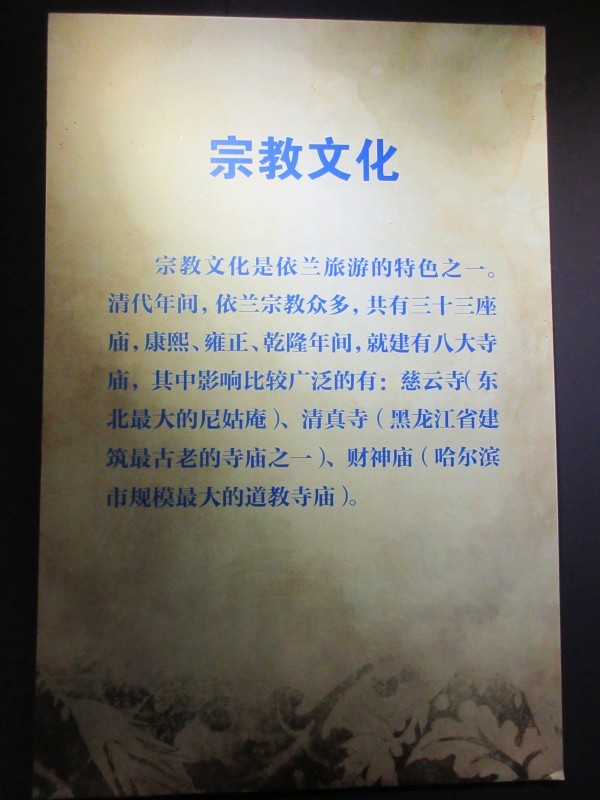 宗教文化
宗教文化是依兰旅游的特色之一。
清代年间，依兰宗教众多，共有三十三座
庙，康熙、雍正、乾隆年间，就建有八大寺
庙，其中影响比较广泛的有：慈云寺（东
北最大的尼姑庵）、清真寺（黑龙江省建
筑最古老的寺庙之一）、财神庙（哈尔滨
市规模最大的道教寺庙）。